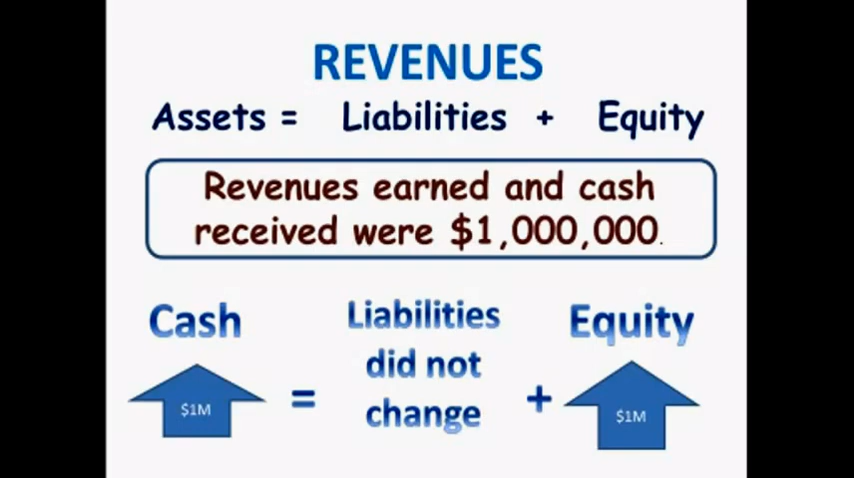 REVENUES
Assets = Liabilities + Equity
Revenues earned and cash
received were $1,000,000.
Cash
Liabilities
did not
change
Equity
$1M
=
+
$1M